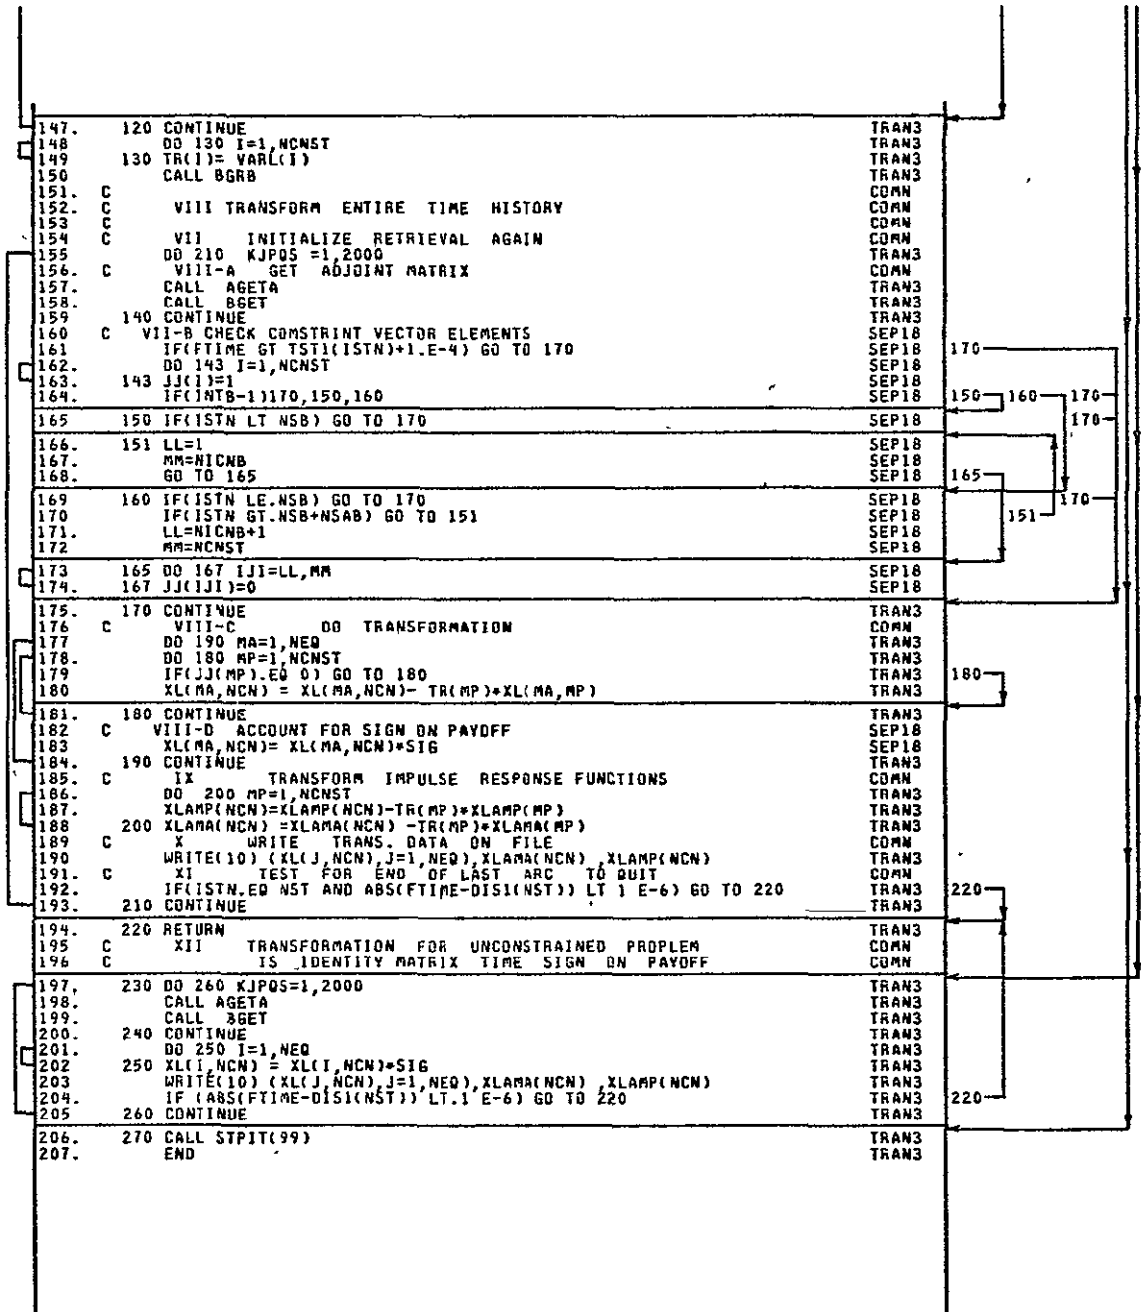 147. 120 CONTINUE TRAN3
148 DO 130 I=1,NCNST TRAN3
149 130 TR(I)= VARL(I) TRAN3
150 CALL BGRB TRAN3
151. C COMN
152. C VIII TRANSFORM ENTIRE TIME HISTORY COMN
153 C COMN
154 C VII INITIALIZE RETRIEVAL AGAIN COMN
155 DO 210 KJPOS =1,2000 TRAN3
156. C VIII-A GET ADJOINT MATRIX COMN
157. CALL AGETA TRAN3
158. CALL BGET TRAN3
159 140 CONTINUE TRAN3
160 C VII-B CHECK COMSTRINT VECTOR ELEMENTS SEP18
161 IF(FTIME GT TST1(ISTN)+1.E-4) GO TO 170 SEP18 170
162. DO 143 I=1,NCNST SEP18
163. 143 JJ(I)=1 SEP18
164. IF(INTB-1)170,150,160 SEP18 150 160 170
165 150 IF(ISTN LT NSB) GO TO 170 SEP18 170
166. 151 LL=1 SEP18
167. MM=NICNB SEP18
168. GO TO 165 SEP18 165
169 160 IF(ISTN LE.NSB) GO TO 170 SEP18 170
170 IF(ISTN GT.NSB+NSAB) GO TO 151 SEP18 151
171. LL=NICNB+1 SEP18
172 MM=NCNST SEP18
173 165 DO 167 IJI=LL,MM SEP18
174. 167 JJ(IJI)=0 SEP18
175. 170 CONTINUE TRAN3
176 C VIII-C DO TRANSFORMATION COMN
177 DO 190 MA=1,NEQ TRAN3
178. DO 180 MP=1,NCNST TRAN3
179 IF(JJ(MP).EQ 0) GO TO 180 TRAN3 180
180 XL(MA,NCN) = XL(MA,NCN)- TR(MP)*XL(MA,MP) TRAN3
181. 180 CONTINUE TRAN3
182 C VIII-D ACCOUNT FOR SIGN ON PAYOFF SEP18
183 XL(MA,NCN)= XL(MA,NCN)*SIG SEP18
184. 190 CONTINUE TRAN3
185. C IX TRANSFORM IMPULSE RESPONSE FUNCTIONS COMN
186. DO 200 MP=1,NCNST TRAN3
187. XLAMP(NCN)=XLAMP(NCN)-TR(MP)*XLAMP(MP) TRAN3
188 200 XLAMA(NCN) =XLAMA(NCN) -TR(MP)*XLAMA(MP) TRAN3
189 C X WRITE TRANS. DATA ON FILE COMN
190 WRITE(10) (XL(J,NCN),J=1,NEQ),XLAMA(NCN) ,XLAMP(NCN) TRAN3
191. C XI TEST FOR END OF LAST ARC TO QUIT COMN
192. IF(ISTN.EQ NST AND ABS(FTIME-DIS1(NST)) LT 1 E-6) GO TO 220 TRAN3 220
193. 210 CONTINUE TRAN3
194. 220 RETURN TRAN3
195 C XII TRANSFORMATION FOR UNCONSTRAINED PROPLEM COMN
196 C IS IDENTITY MATRIX TIME SIGN ON PAYOFF COMN
197. 230 DO 260 KJPOS=1,2000 TRAN3
198. CALL AGETA TRAN3
199. CALL BGET TRAN3
200. 240 CONTINUE TRAN3
201. DO 250 I=1,NEQ TRAN3
202 250 XL(I,NCN) = XL(I,NCN)*SIG TRAN3
203 WRITE(10) (XL(J,NCN),J=1,NEQ),XLAMA(NCN) ,XLAMP(NCN) TRAN3
204. IF (ABS(FTIME-DIS1(NST)) LT.1 E-6) GO TO 220 TRAN3 220
205 260 CONTINUE TRAN3
206. 270 CALL STPIT(99) TRAN3
207. END TRAN3